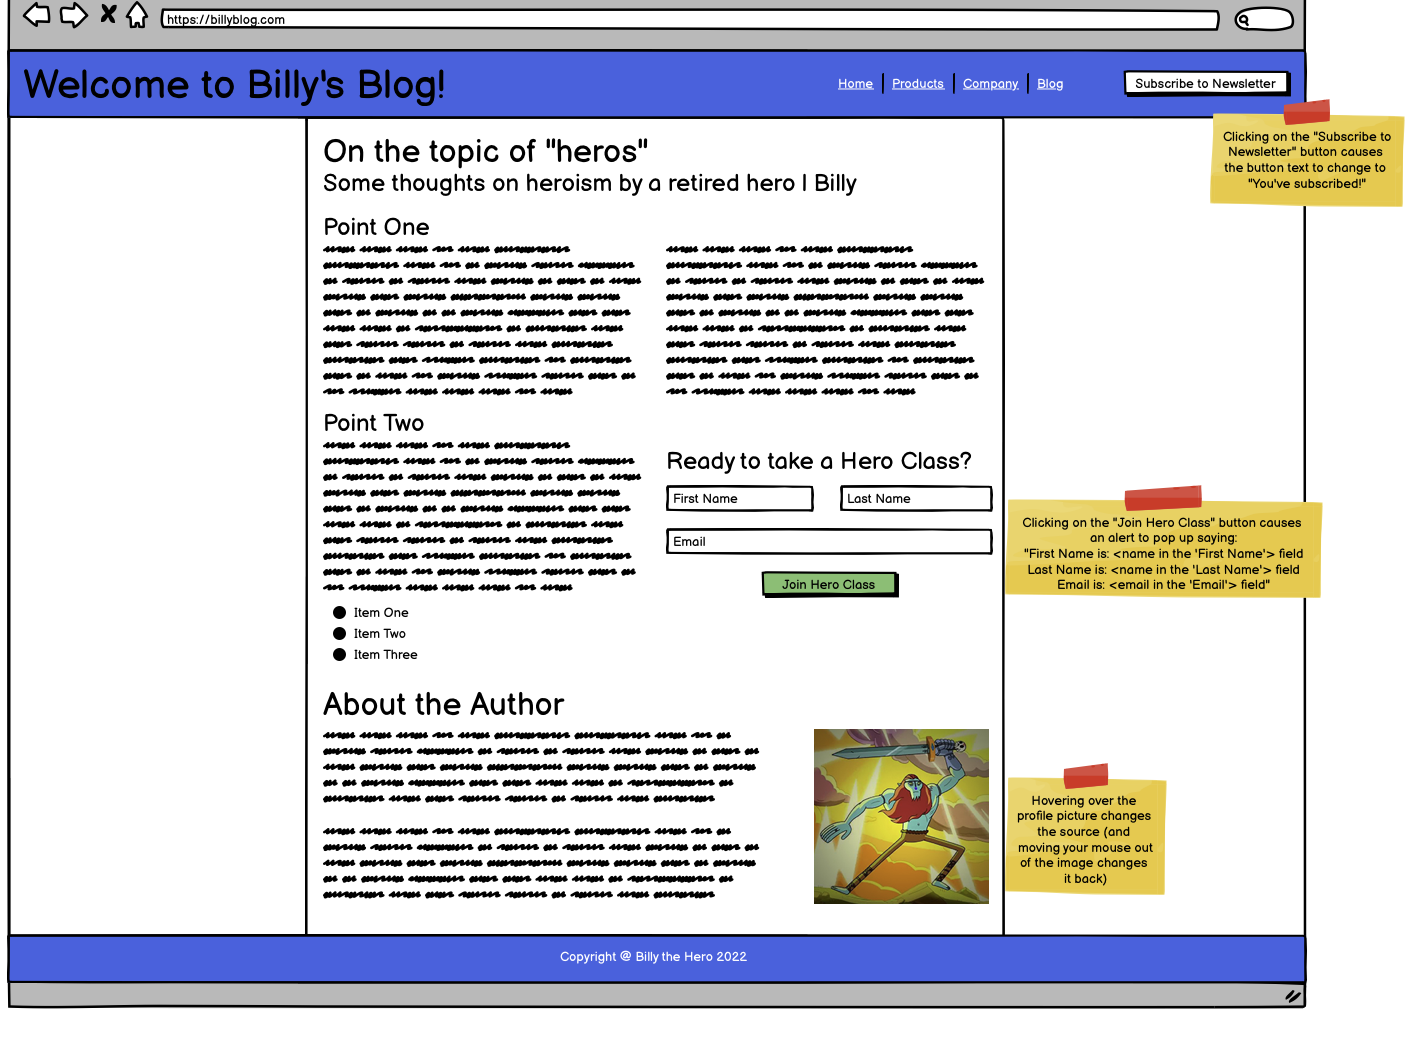 https://billyblog.com
Welcome to Billy's Blog!
Home
Products
Company
Blog
Subscribe to Newsletter
Clicking on the "Subscribe to
Newsletter" button causes
the button text to change to
"You've subscribed!"
On the topic of "heros"
Some thoughts on heroism by a retired hero | Billy
Point One
Point Two
Ready to take a Hero Class?
First Name
Last Name
Email
Join Hero Class
Clicking on the "Join Hero Class" button causes
an alert to pop up saying:
"First Name is: <name in the 'First Name'> field
Last Name is: <name in the 'Last Name'> field
Email is: <email in the 'Email'> field"
Item One
Item Two
Item Three
About the Author
Hovering over the
profile picture changes
the source (and
moving your mouse out
of the image changes
it back)
Copyright @ Billy the Hero 2022